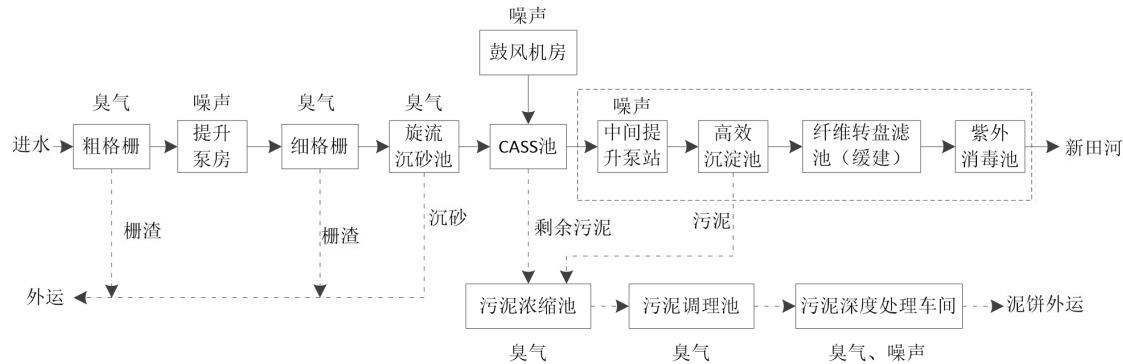 噪声
鼓风机房
臭气
噪声
臭气
臭气
噪声
进水
粗格栅
提升
泵房
细格栅
旋流
沉砂池
CASS池
中间提
升泵站
高效
沉淀池
纤维转盘滤
池（缓建）
紫外
消毒池
新田河
栅渣
栅渣
沉砂
剩余污泥
污泥
外运
污泥浓缩池
污泥调理池
污泥深度处理车间
泥饼外运
臭气
臭气
臭气、噪声